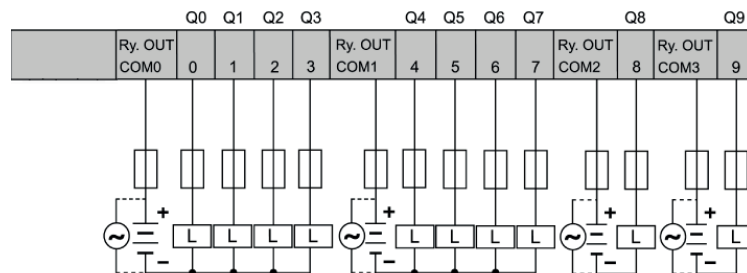 Q0 Q1 Q2 Q3 Q4 Q5 Q6 Q7 Q8 Q9
Ry. OUT Ry. OUT Ry. OUT Ry. OUT
COM0 0 1 2 3 COM1 4 5 6 7 COM2 8 COM3 9
+ + + +
~ L L L L ~ L L L L ~ L ~ L
− − − −